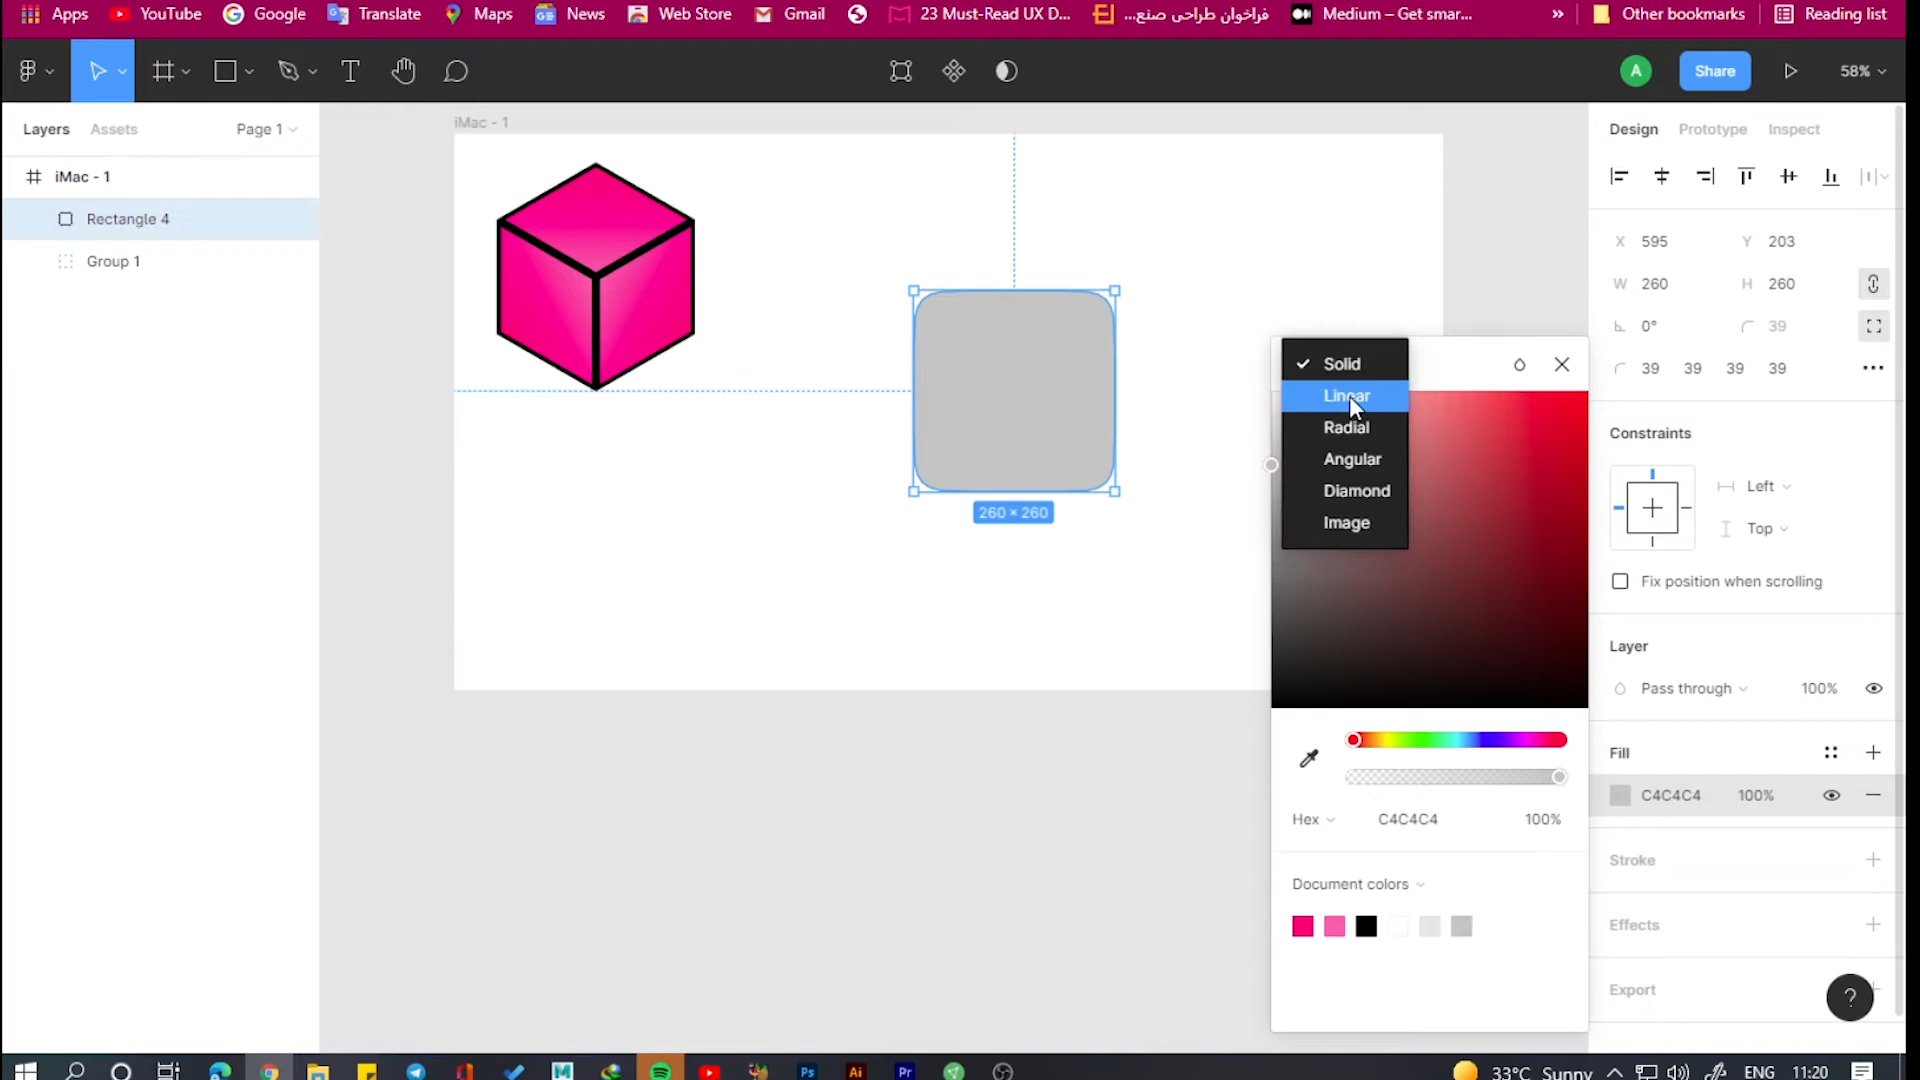 Apps YouTube Google Translate Maps News Web Store Gmail 23 Must-Read UX D... فراخوان طراحی صنع... Medium – Get smar... » Other bookmarks Reading list
A Share 58%
Layers Assets Page 1
iMac - 1
Rectangle 4
Group 1
iMac - 1
260 × 260
Solid
Linear
Radial
Angular
Diamond
Image
Hex C4C4C4 100%
Document colors
Design Prototype Inspect
X 595 Y 203
W 260 H 260
0° 39
39 39 39 39
Constraints
Left
Top
Fix position when scrolling
Layer
Pass through 100%
Fill
C4C4C4 100%
Stroke
Effects
Export
?
M Ps Ai Pr 33°C Sunny ENG 11:20